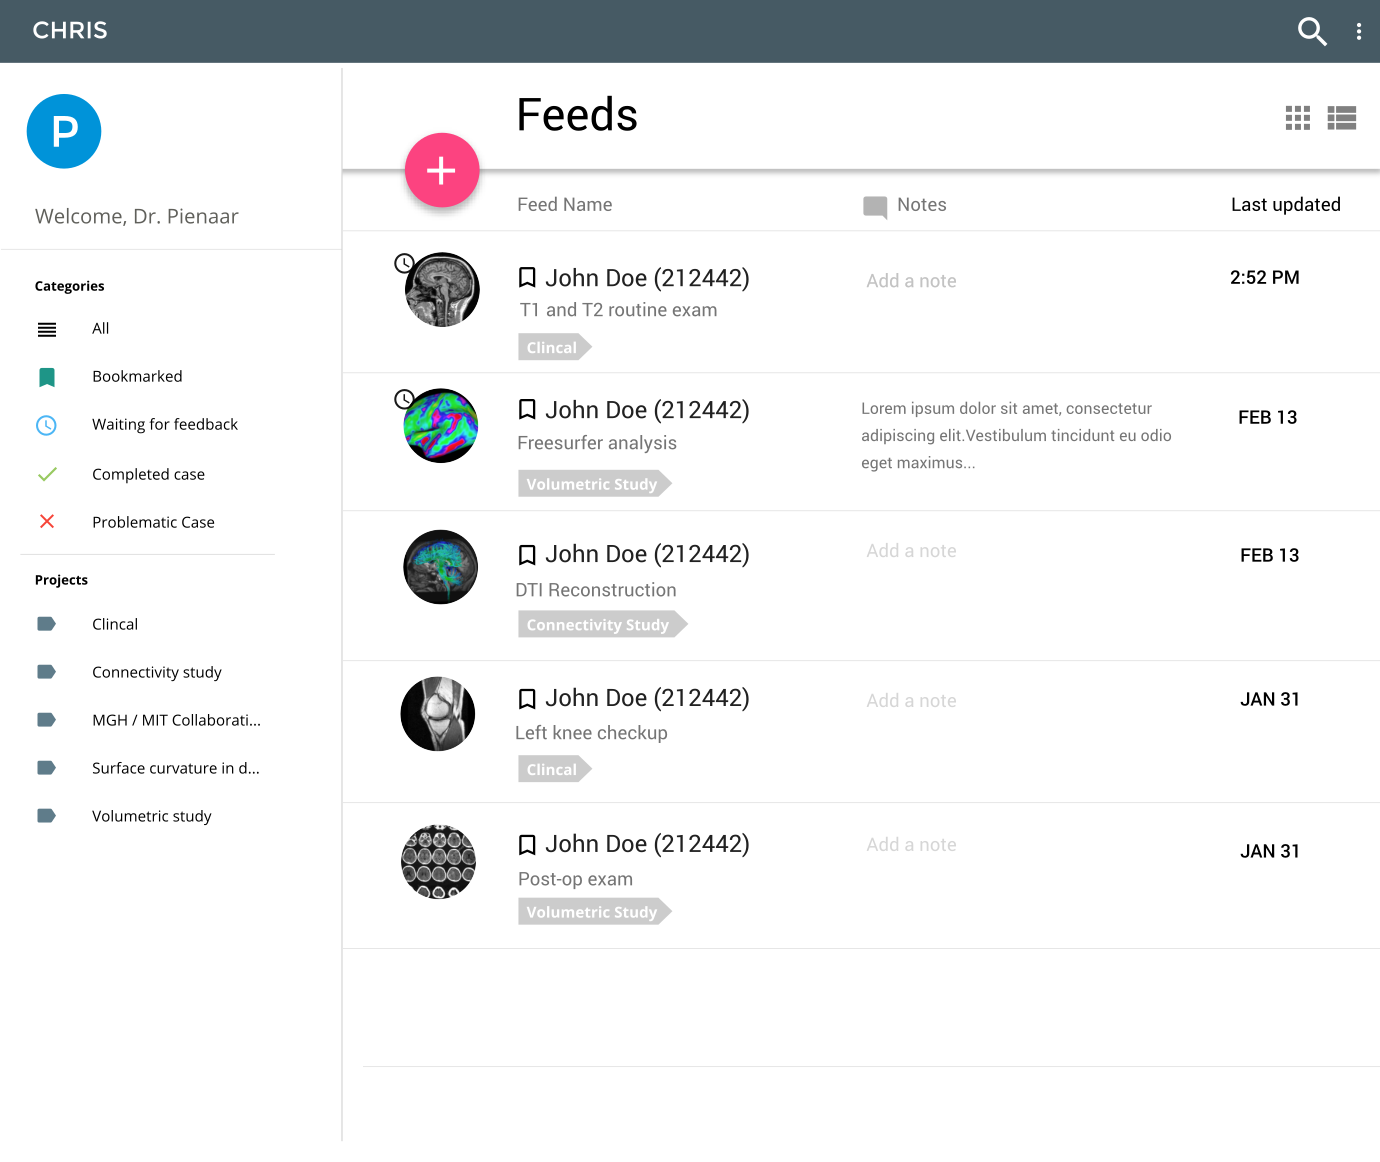 CHRIS
P
Welcome, Dr. Pienaar
Categories
All
Bookmarked
Waiting for feedback
Completed case
Problematic Case
Projects
Clincal
Connectivity study
MGH / MIT Collaborati...
Surface curvature in d...
Volumetric study
Feeds
Feed Name
Notes
Last updated
John Doe (212442)
T1 and T2 routine exam
Clincal
Add a note
2:52 PM
John Doe (212442)
Freesurfer analysis
Volumetric Study
Lorem ipsum dolor sit amet, consectetur
adipiscing elit.Vestibulum tincidunt eu odio
eget maximus...
FEB 13
John Doe (212442)
DTI Reconstruction
Connectivity Study
Add a note
FEB 13
John Doe (212442)
Left knee checkup
Clincal
Add a note
JAN 31
John Doe (212442)
Post-op exam
Volumetric Study
Add a note
JAN 31